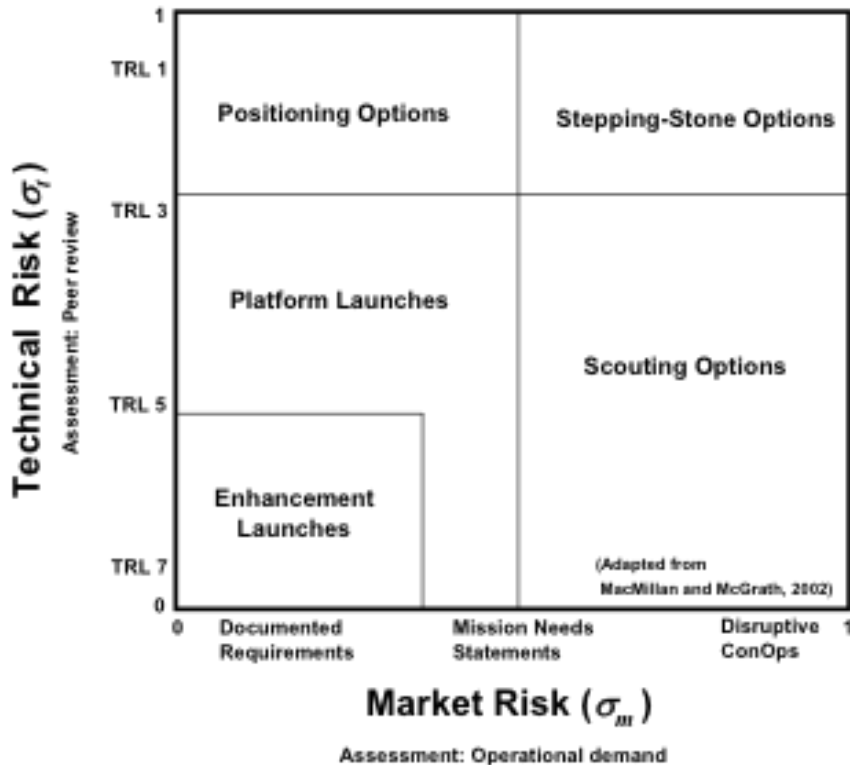 1
TRL 1
Positioning Options
Stepping-Stone Options
TRL 3
Platform Launches
Scouting Options
TRL 5
Enhancement
Launches
TRL 7
(Adapted from
MacMillan and McGrath, 2002)
0
0
Documented
Requirements
Mission Needs
Statements
Disruptive
ConOps
1
Technical Risk (σt)
Assessment: Peer review
Market Risk (σm)
Assessment: Operational demand